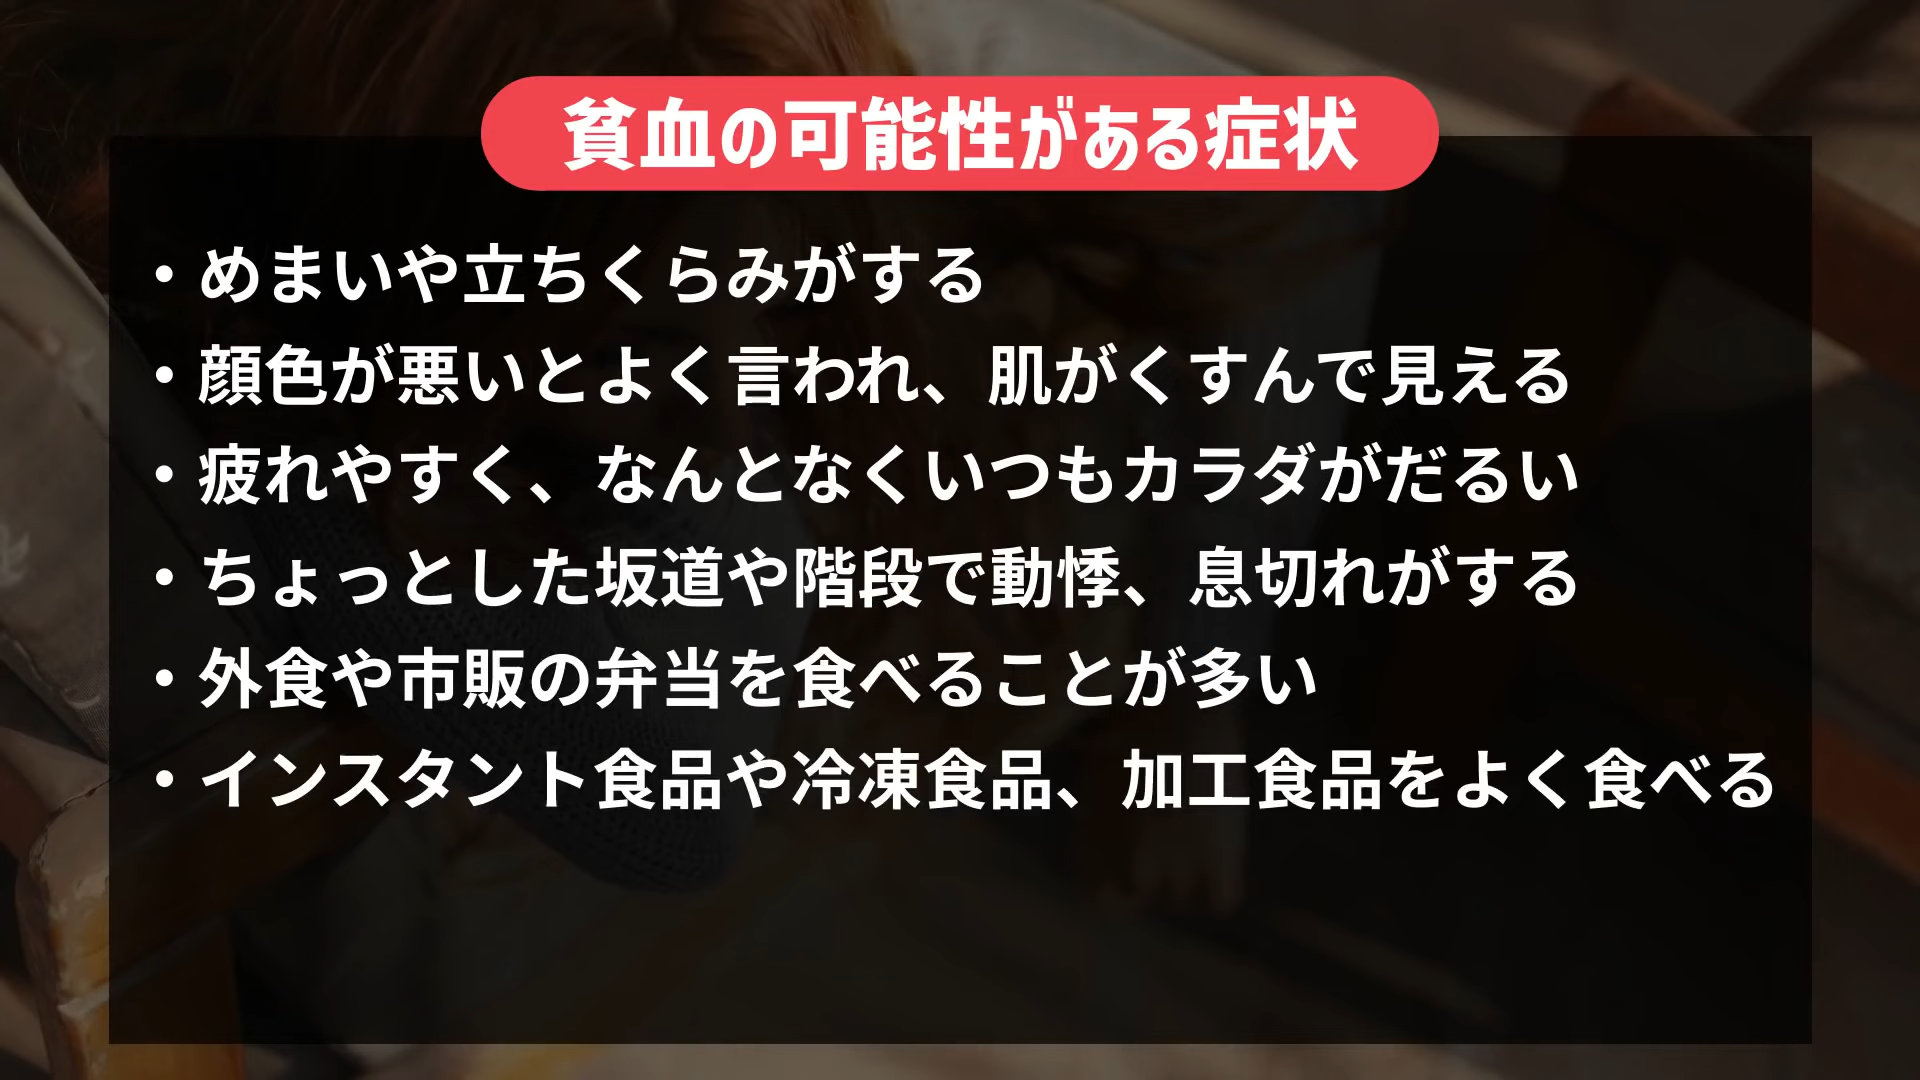 貧血の可能性がある症状
・めまいや立ちくらみがする
・顔色が悪いとよく言われ、肌がくすんで見える
・疲れやすく、なんとなくいつもカラダがだるい
・ちょっとした坂道や階段で動悸、息切れがする
・外食や市販の弁当を食べることが多い
・インスタント食品や冷凍食品、加工食品をよく食べる